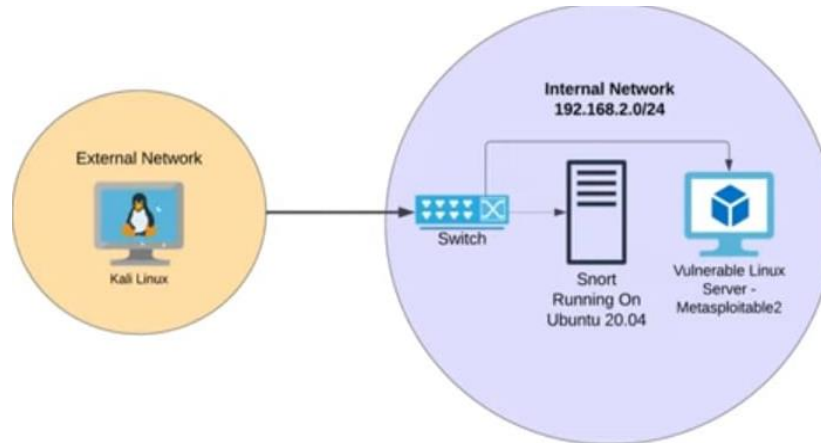 External Network
Kali Linux
Internal Network
192.168.2.0/24
Switch
Snort
Running On
Ubuntu 20.04
Vulnerable Linux
Server -
Metasploitable2